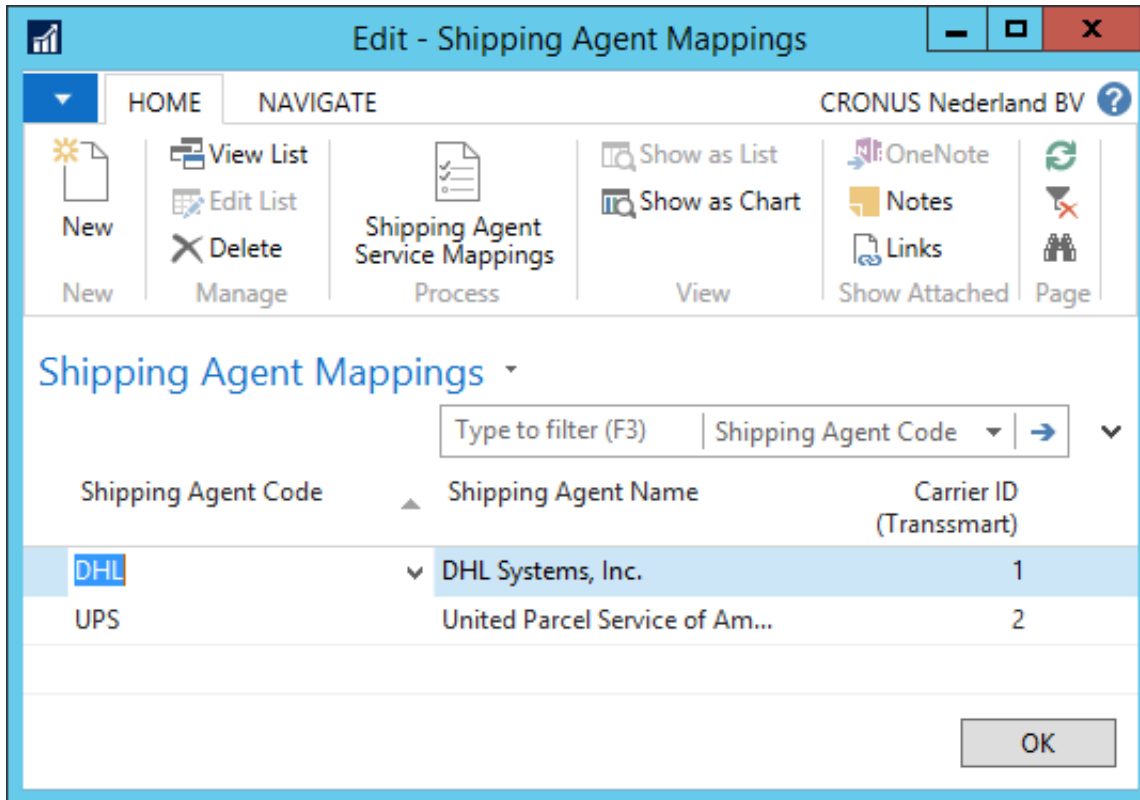 Edit - Shipping Agent Mappings
HOME NAVIGATE CRONUS Nederland BV ?
New
View List
Edit List
Delete
Shipping Agent
Service Mappings
Show as List
Show as Chart
OneNote
Notes
Links
New Manage Process View Show Attached Page
Shipping Agent Mappings
Type to filter (F3) Shipping Agent Code
Shipping Agent Code Shipping Agent Name Carrier ID
(Transsmart)
DHL DHL Systems, Inc. 1
UPS United Parcel Service of Am... 2
OK